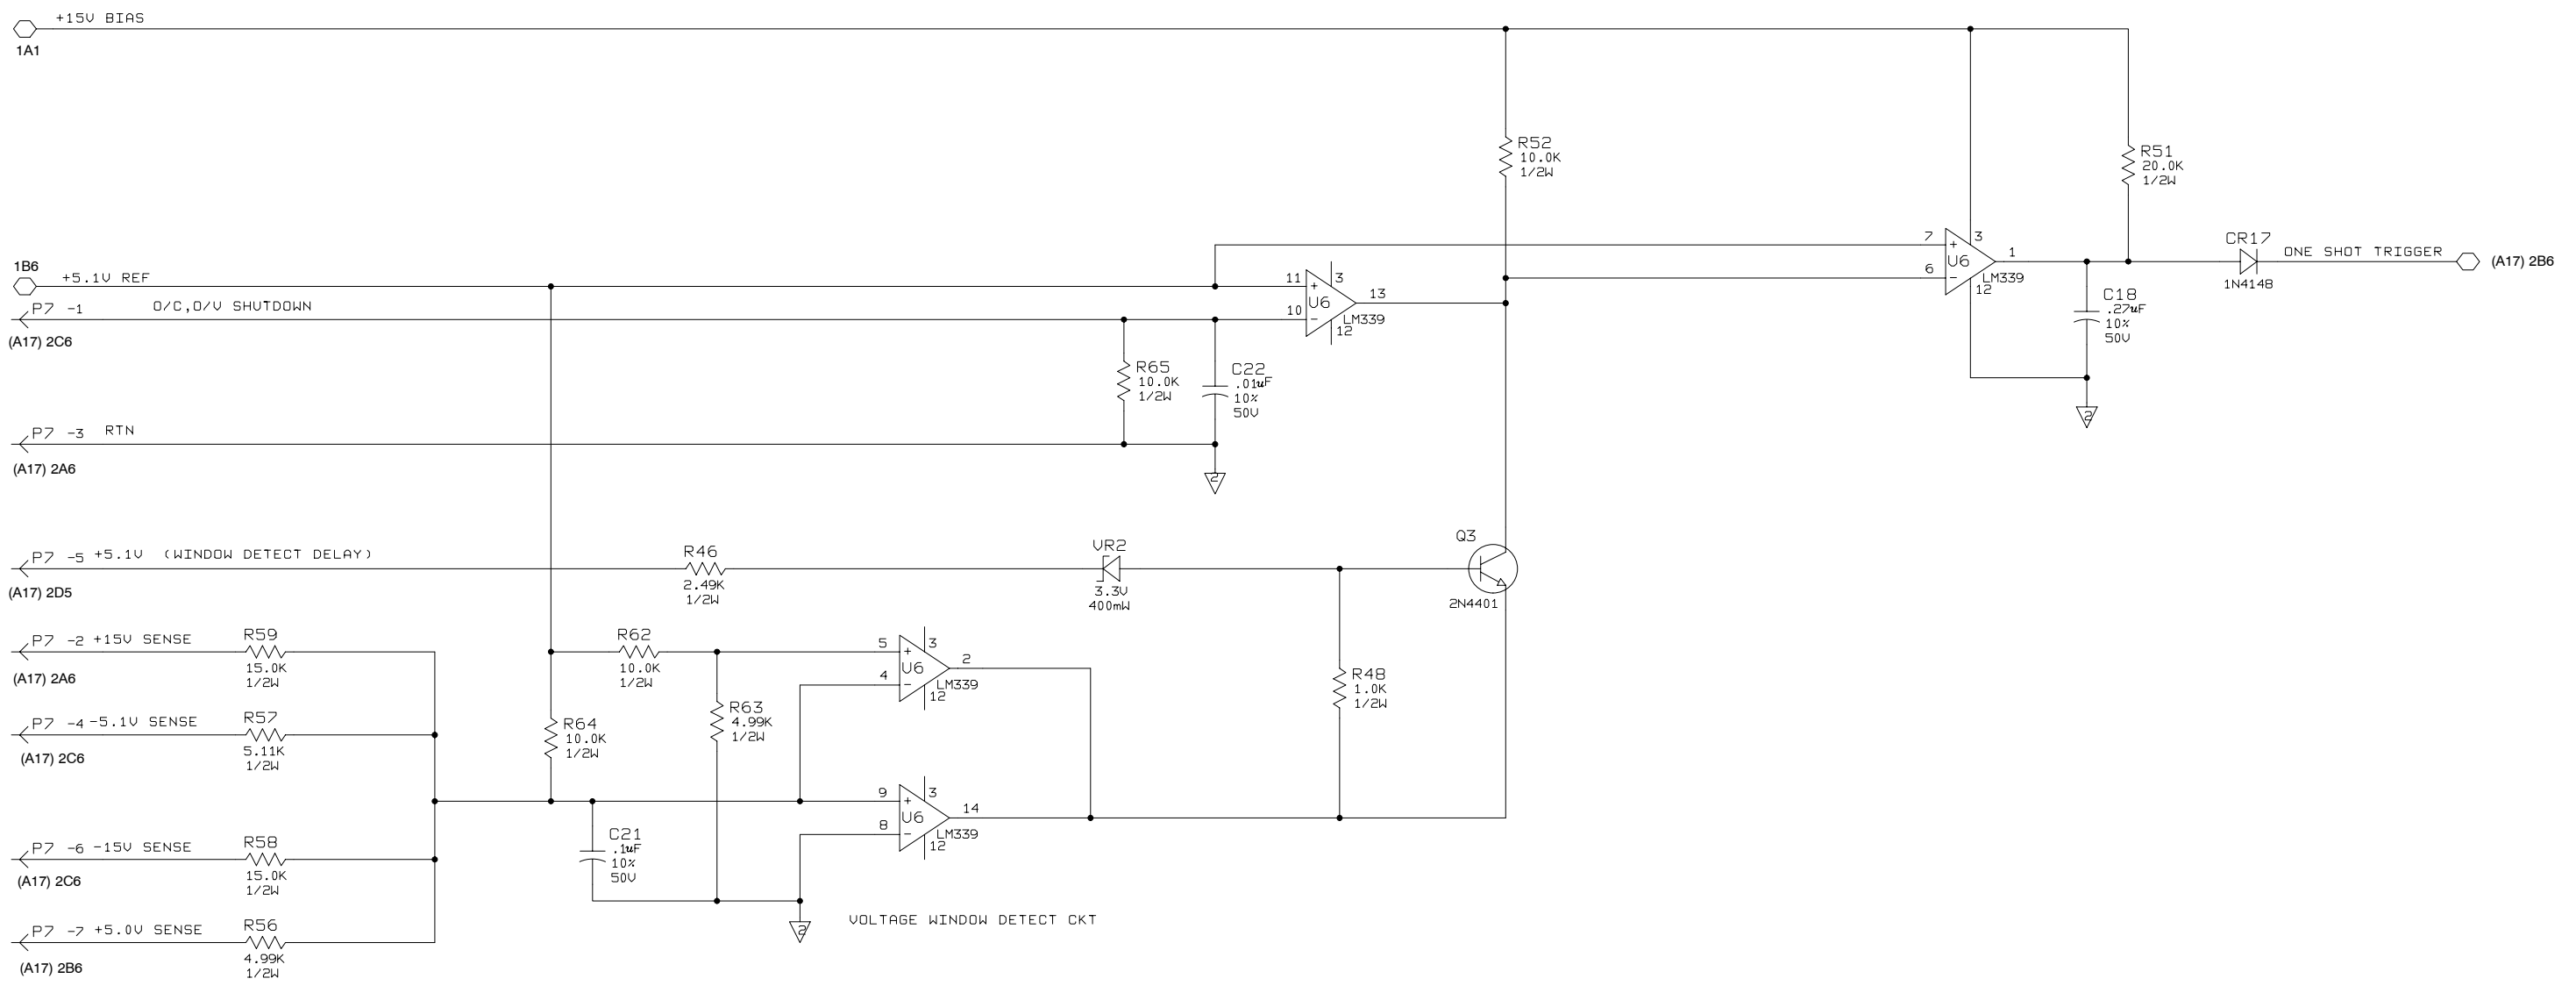 +15V BIAS
1A1
R52
10.0K
1/2W
R51
20.0K
1/2W
1B6
+5.1V REF
P7 -1 O/C,O/V SHUTDOWN
(A17) 2C6
11
+
3
U6
10
-
12
LM339
13
7
+
3
U6
6
-
12
LM339
1
CR17
1N4148
ONE SHOT TRIGGER
(A17) 2B6
C18
.27uF
10%
50V
2
R65
10.0K
1/2W
C22
.01uF
10%
50V
P7 -3 RTN
(A17) 2A6
2
P7 -5 +5.1V (WINDOW DETECT DELAY)
(A17) 2D5
R46
2.49K
1/2W
VR2
3.3V
400mW
Q3
2N4401
P7 -2 +15V SENSE
(A17) 2A6
R59
15.0K
1/2W
R62
10.0K
1/2W
5
+
3
U6
4
-
12
LM339
2
R48
1.0K
1/2W
P7 -4 -5.1V SENSE
(A17) 2C6
R57
5.11K
1/2W
R64
10.0K
1/2W
R63
4.99K
1/2W
9
+
3
U6
8
-
12
LM339
14
C21
.1uF
10%
50V
2
P7 -6 -15V SENSE
(A17) 2C6
R58
15.0K
1/2W
P7 -7 +5.0V SENSE
(A17) 2B6
R56
4.99K
1/2W
VOLTAGE WINDOW DETECT CKT